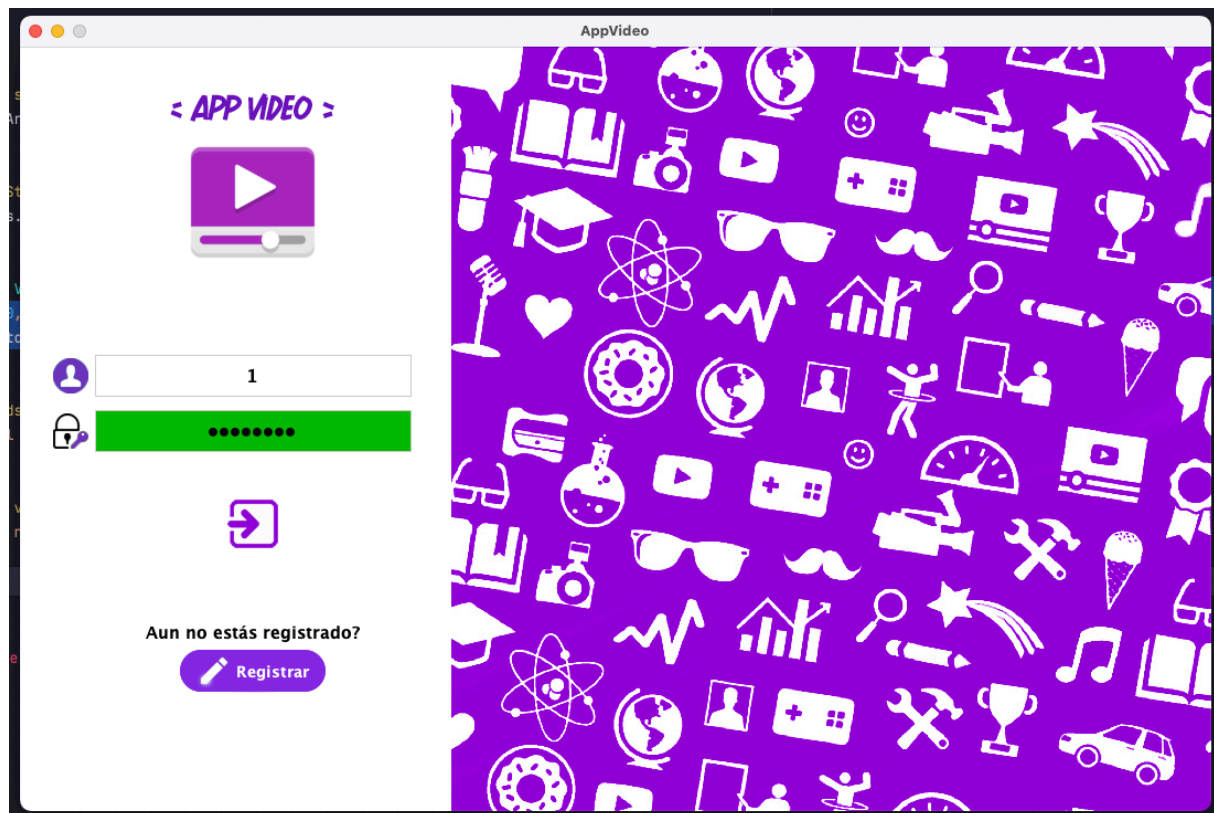 AppVideo
< APP VIDEO >
1
••••••••
Aun no estás registrado?
Registrar